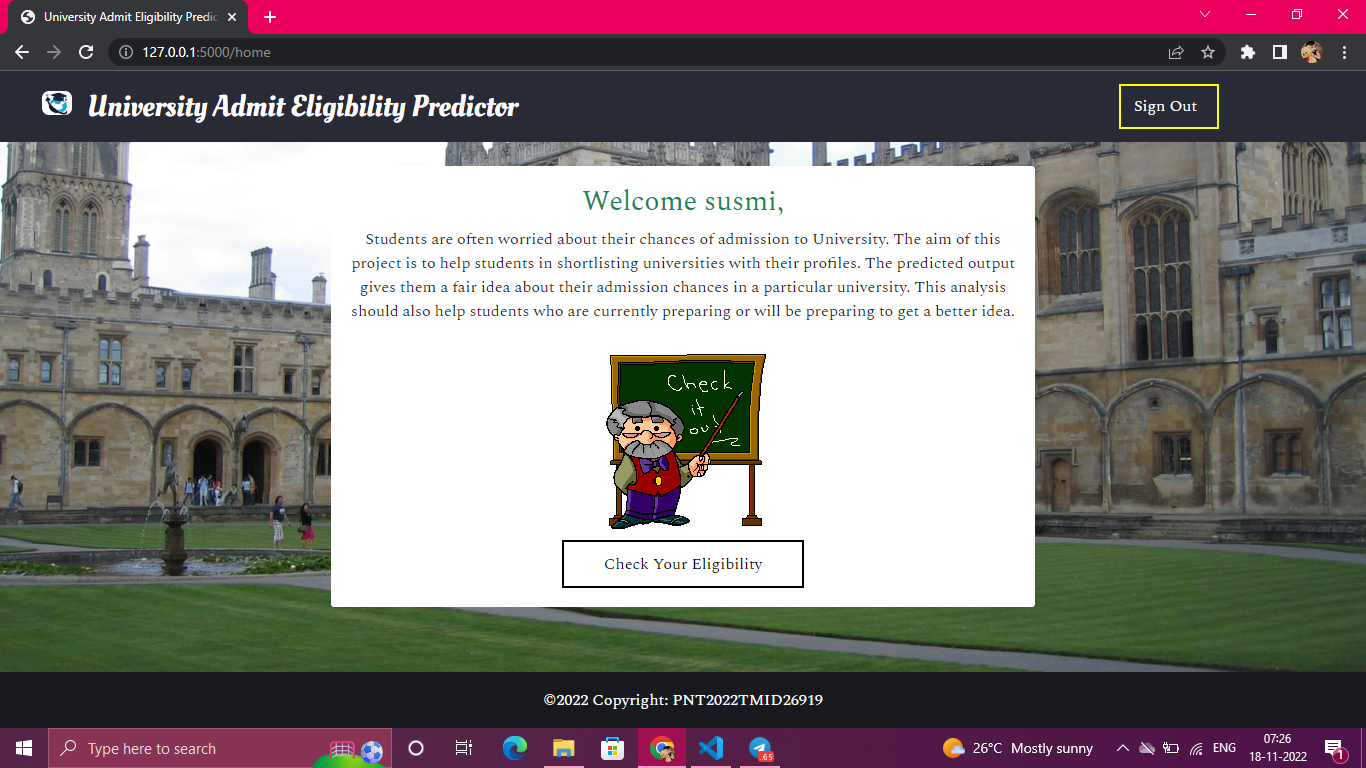 University Admit Eligibility Predic
127.0.0.1:5000/home
University Admit Eligibility Predictor
Sign Out
Welcome susmi,
Students are often worried about their chances of admission to University. The aim of this
project is to help students in shortlisting universities with their profiles. The predicted output
gives them a fair idea about their admission chances in a particular university. This analysis
should also help students who are currently preparing or will be preparing to get a better idea.
Check
it
out
Check Your Eligibility
©2022 Copyright: PNT2022TMID26919
Type here to search
.65
26°C Mostly sunny
ENG
07:26
18-11-2022
1